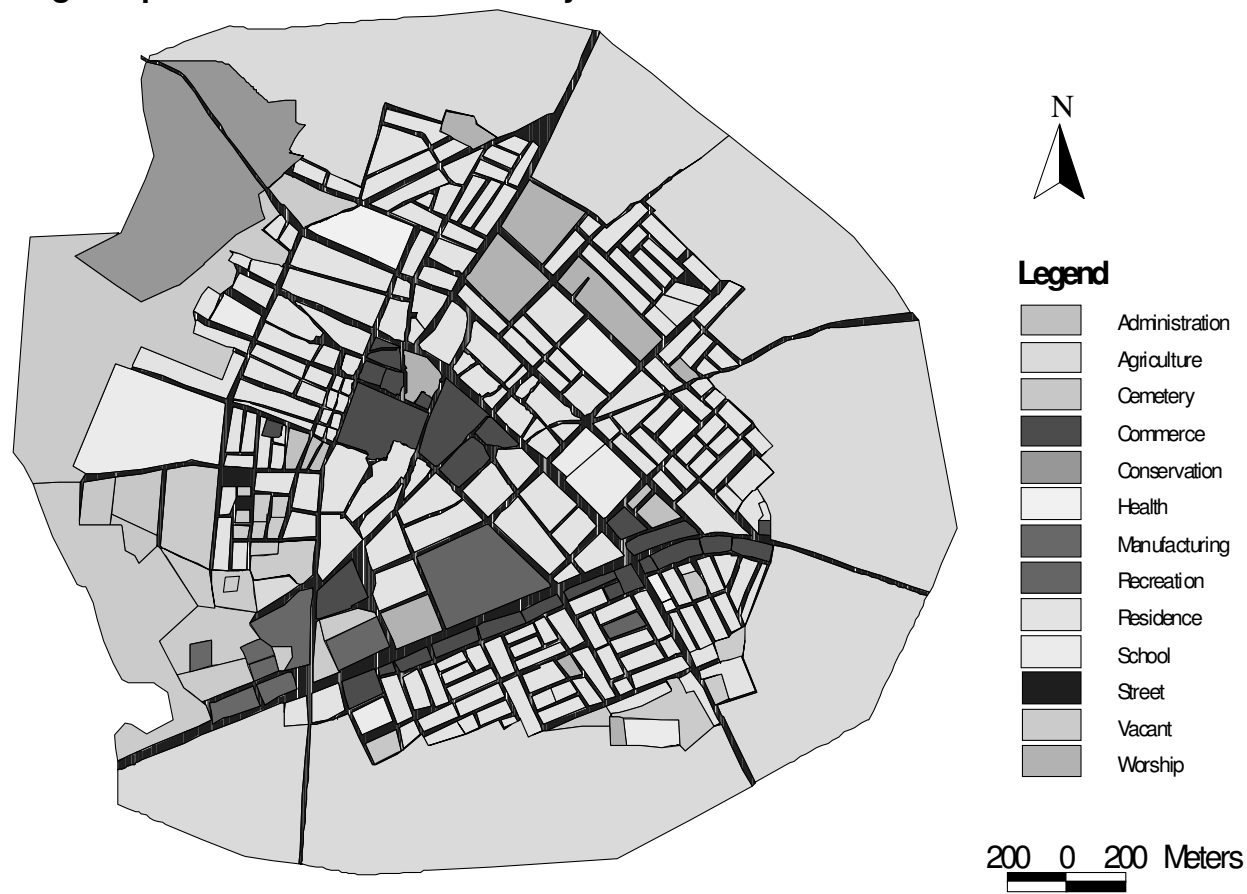 N
Legend
Administration
Agriculture
Cemetery
Commerce
Conservation
Health
Manufacturing
Recreation
Residence
School
Street
Vacant
Worship
200 0 200 Meters